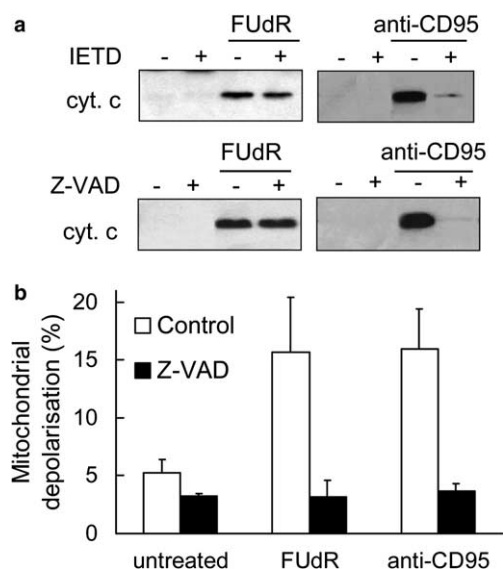 a
FUdR anti-CD95
IETD - + - + - + - +
cyt. c
FUdR anti-CD95
Z-VAD - + - + - + - +
cyt. c
b
20
15
10
5
0
Mitochondrial
depolarisation (%)
Control
Z-VAD
untreated FUdR anti-CD95